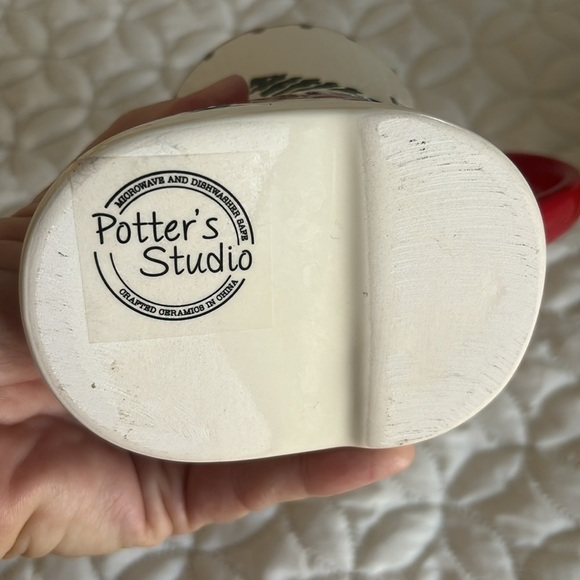 MICROWAVE AND DISHWASHER SAFE
Potter's
Studio
CRAFTED CERAMICS IN CHINA